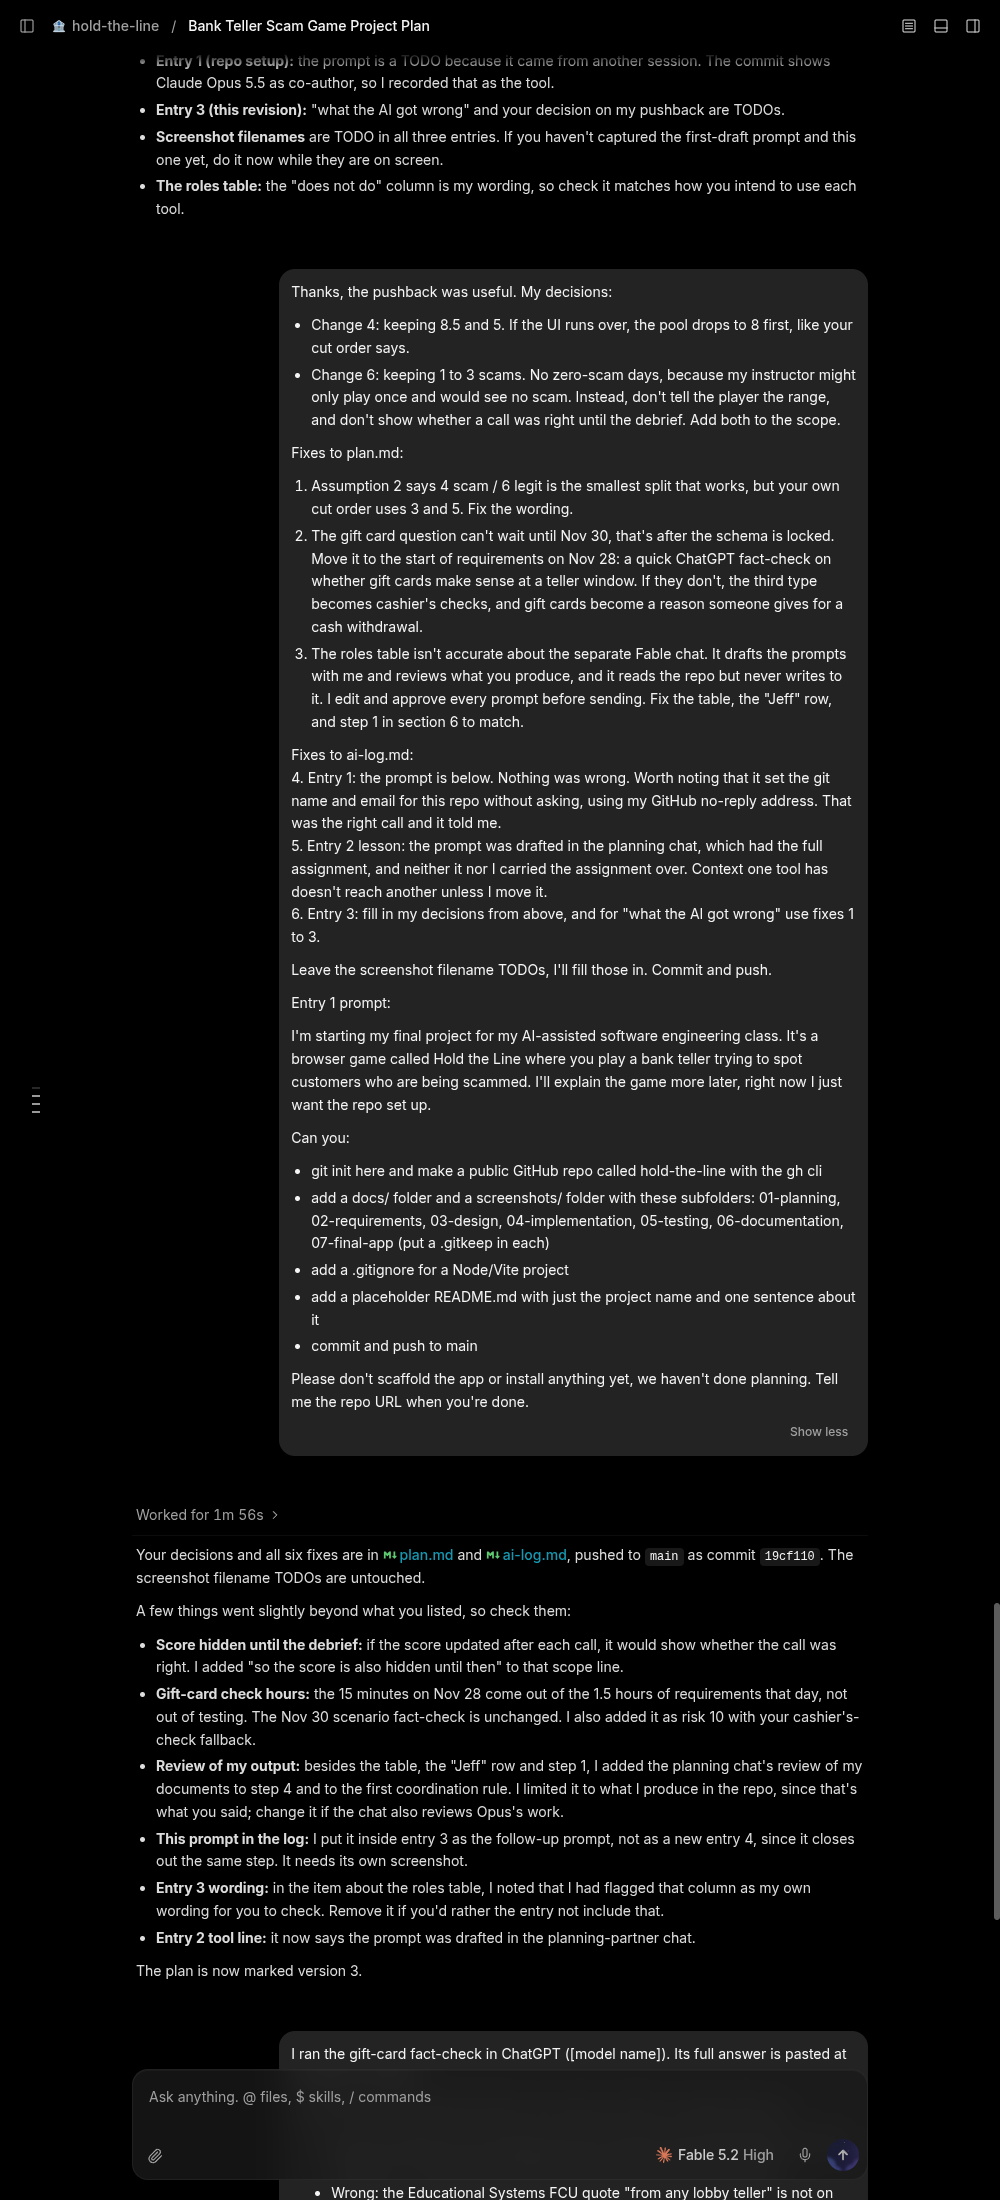 hold-the-line / Bank Teller Scam Game Project Plan
• Entry 1 (repo setup): the prompt is a TODO because it came from another session. The commit shows
Claude Opus 5.5 as co-author, so I recorded that as the tool.
• Entry 3 (this revision): "what the AI got wrong" and your decision on my pushback are TODOs.
• Screenshot filenames are TODO in all three entries. If you haven't captured the first-draft prompt and this
one yet, do it now while they are on screen.
• The roles table: the "does not do" column is my wording, so check it matches how you intend to use each
tool.
Thanks, the pushback was useful. My decisions:
• Change 4: keeping 8.5 and 5. If the UI runs over, the pool drops to 8 first, like your
cut order says.
• Change 6: keeping 1 to 3 scams. No zero-scam days, because my instructor might
only play once and would see no scam. Instead, don't tell the player the range,
and don't show whether a call was right until the debrief. Add both to the scope.
Fixes to plan.md:
1. Assumption 2 says 4 scam / 6 legit is the smallest split that works, but your own
cut order uses 3 and 5. Fix the wording.
2. The gift card question can't wait until Nov 30, that's after the schema is locked.
Move it to the start of requirements on Nov 28: a quick ChatGPT fact-check on
whether gift cards make sense at a teller window. If they don't, the third type
becomes cashier's checks, and gift cards become a reason someone gives for a
cash withdrawal.
3. The roles table isn't accurate about the separate Fable chat. It drafts the prompts
with me and reviews what you produce, and it reads the repo but never writes to
it. I edit and approve every prompt before sending. Fix the table, the "Jeff" row,
and step 1 in section 6 to match.
Fixes to ai-log.md:
4. Entry 1: the prompt is below. Nothing was wrong. Worth noting that it set the git
name and email for this repo without asking, using my GitHub no-reply address. That
was the right call and it told me.
5. Entry 2 lesson: the prompt was drafted in the planning chat, which had the full
assignment, and neither it nor I carried the assignment over. Context one tool has
doesn't reach another unless I move it.
6. Entry 3: fill in my decisions from above, and for "what the AI got wrong" use fixes 1
to 3.
Leave the screenshot filename TODOs, I'll fill those in. Commit and push.
Entry 1 prompt:
I'm starting my final project for my AI-assisted software engineering class. It's a
browser game called Hold the Line where you play a bank teller trying to spot
customers who are being scammed. I'll explain the game more later, right now I just
want the repo set up.
Can you:
• git init here and make a public GitHub repo called hold-the-line with the gh cli
• add a docs/ folder and a screenshots/ folder with these subfolders: 01-planning,
02-requirements, 03-design, 04-implementation, 05-testing, 06-documentation,
07-final-app (put a .gitkeep in each)
• add a .gitignore for a Node/Vite project
• add a placeholder README.md with just the project name and one sentence about
it
• commit and push to main
Please don't scaffold the app or install anything yet, we haven't done planning. Tell
me the repo URL when you're done.
Show less
Worked for 1m 56s >
Your decisions and all six fixes are in plan.md and ai-log.md, pushed to main as commit 19cf110. The
screenshot filename TODOs are untouched.
A few things went slightly beyond what you listed, so check them:
• Score hidden until the debrief: if the score updated after each call, it would show whether the call was
right. I added "so the score is also hidden until then" to that scope line.
• Gift-card check hours: the 15 minutes on Nov 28 come out of the 1.5 hours of requirements that day, not
out of testing. The Nov 30 scenario fact-check is unchanged. I also added it as risk 10 with your cashier's-
check fallback.
• Review of my output: besides the table, the "Jeff" row and step 1, I added the planning chat's review of my
documents to step 4 and to the first coordination rule. I limited it to what I produce in the repo, since that's
what you said; change it if the chat also reviews Opus's work.
• This prompt in the log: I put it inside entry 3 as the follow-up prompt, not as a new entry 4, since it closes
out the same step. It needs its own screenshot.
• Entry 3 wording: in the item about the roles table, I noted that I had flagged that column as my own
wording for you to check. Remove it if you'd rather the entry not include that.
• Entry 2 tool line: it now says the prompt was drafted in the planning-partner chat.
The plan is now marked version 3.
I ran the gift-card fact-check in ChatGPT ([model name]). Its full answer is pasted at
Ask anything. @ files, $ skills, / commands
Fable 5.2 High
• Wrong: the Educational Systems FCU quote "from any lobby teller" is not on